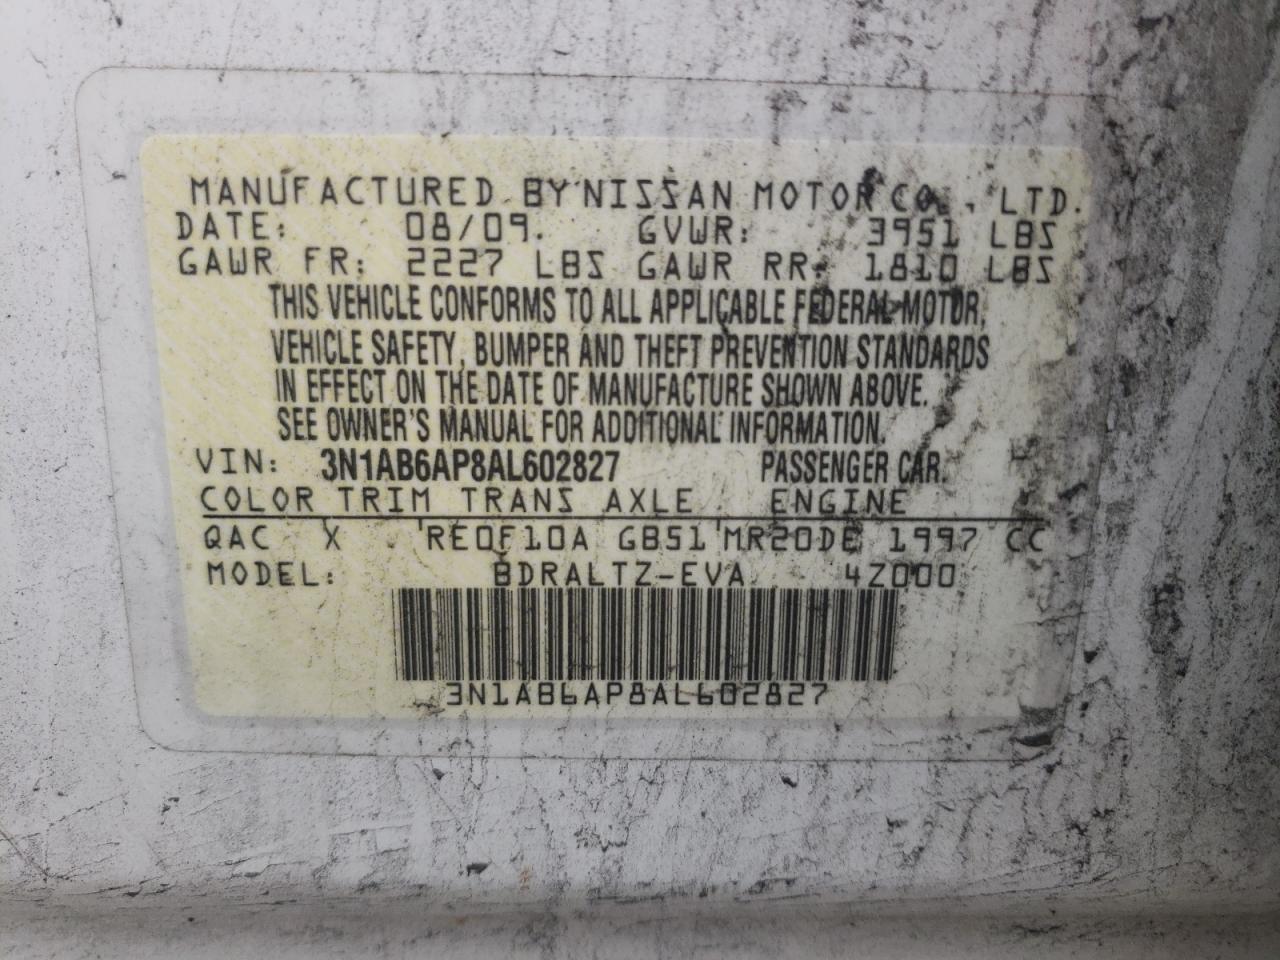 MANUFACTURED BY NISSAN MOTOR CO., LTD.
DATE: 08/09. GVWR: 3951 LBS
GAWR FR: 2227 LBS GAWR RR: 1810 LBS
THIS VEHICLE CONFORMS TO ALL APPLICABLE FEDERAL MOTOR,
VEHICLE SAFETY, BUMPER AND THEFT PREVENTION STANDARDS
IN EFFECT ON THE DATE OF MANUFACTURE SHOWN ABOVE.
SEE OWNER'S MANUAL FOR ADDITIONAL INFORMATION.
VIN: 3N1AB6AP8AL602827 PASSENGER CAR.
COLOR TRIM TRANS AXLE ENGINE
QAC X RE0F10A GB51 MR20DE 1997 CC
MODEL: BDRALTZ-EVA 4Z000
3N1AB6AP8AL602827